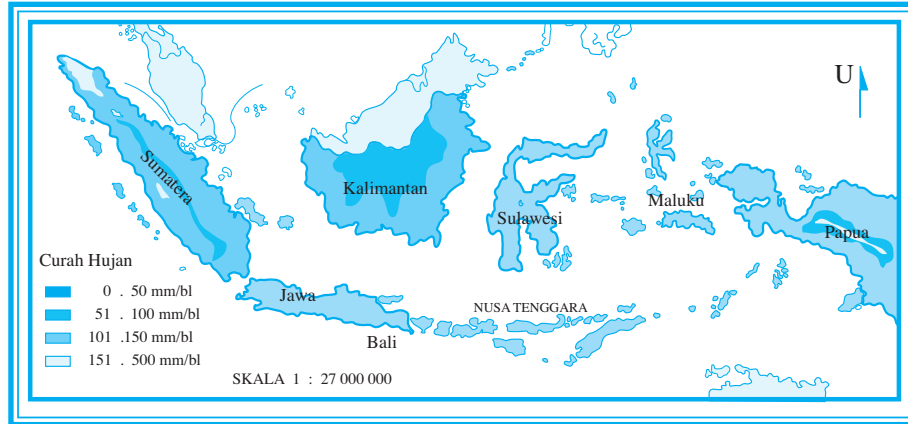 U
Sumatera
Kalimantan
Sulawesi
Maluku
Papua
Curah Hujan
0 . 50 mm/bl
51 . 100 mm/bl
101 .150 mm/bl
151 . 500 mm/bl
Jawa
NUSA TENGGARA
Bali
SKALA 1 : 27 000 000